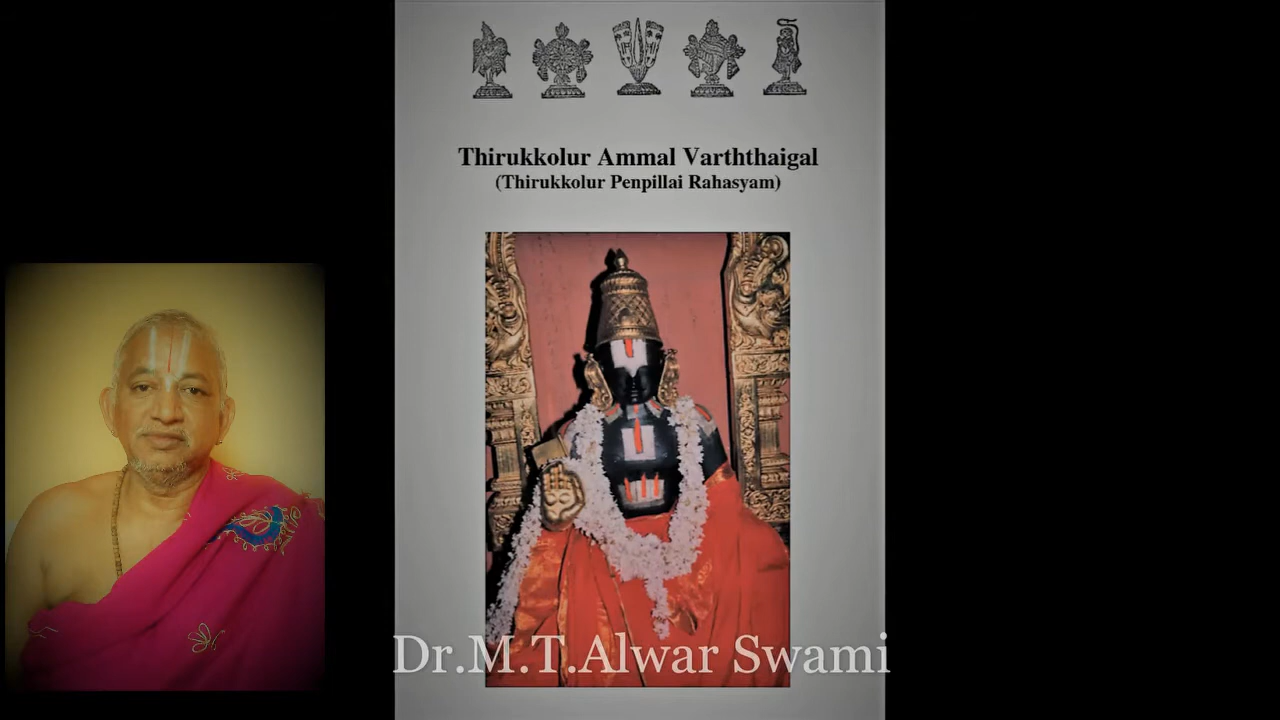 Thirukkolur Ammal Varththaigal
(Thirukkolur Penpillai Rahasyam)
Dr.M.T.Alwar Swami